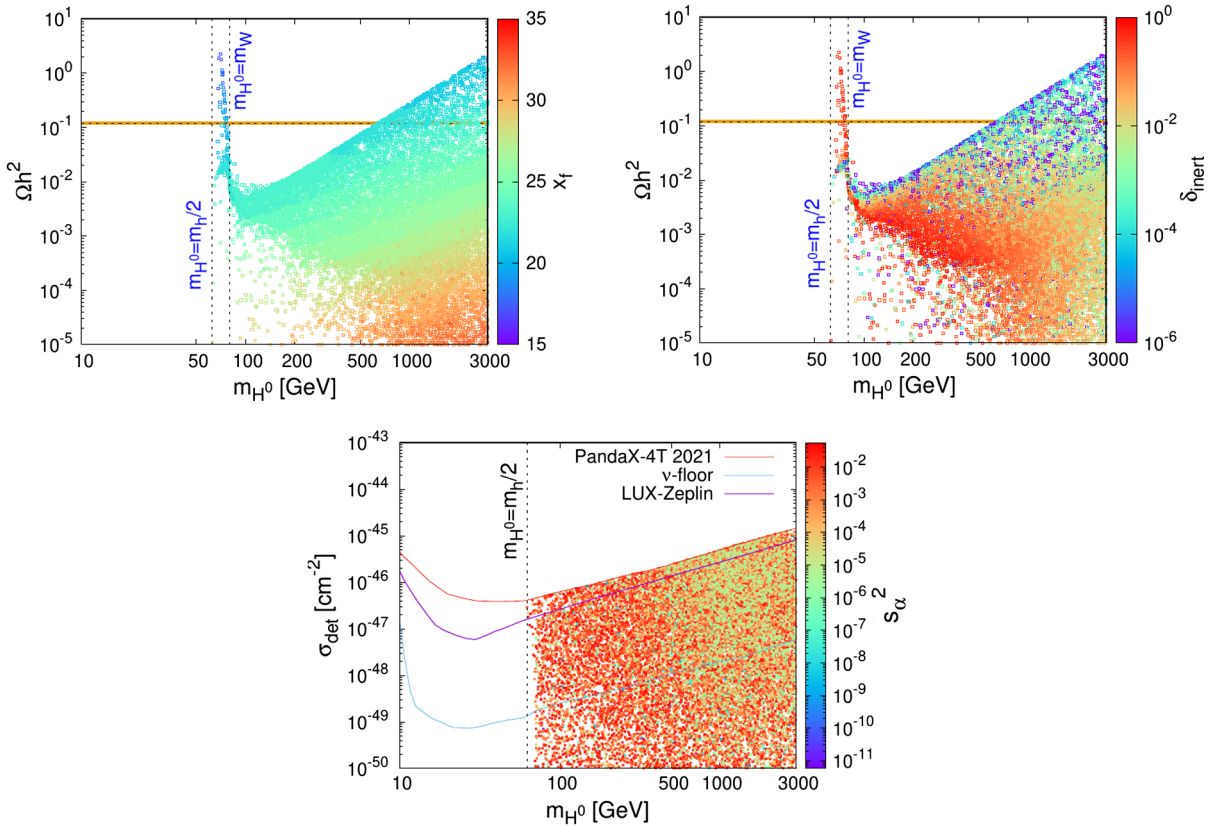 10^1
10^0
10^-1
10^-2
10^-3
10^-4
10^-5
Ωh^2
10 50 100 200 500 1000 3000
m_H^0 [GeV]
m_H^0=m_h/2
m_H^0=m_W
35
30
25
20
15
x_f
10^1
10^0
10^-1
10^-2
10^-3
10^-4
10^-5
Ωh^2
10 50 100 200 500 1000 3000
m_H^0 [GeV]
m_H^0=m_h/2
m_H^0=m_W
10^0
10^-2
10^-4
10^-6
δ_inert
10^-43
10^-44
10^-45
10^-46
10^-47
10^-48
10^-49
10^-50
σ_det [cm^-2]
10 100 500 1000 3000
m_H^0 [GeV]
m_H^0=m_h/2
PandaX-4T 2021
ν-floor
LUX-Zeplin
10^-2
10^-3
10^-4
10^-5
10^-6
10^-7
10^-8
10^-9
10^-10
10^-11
s_α^2